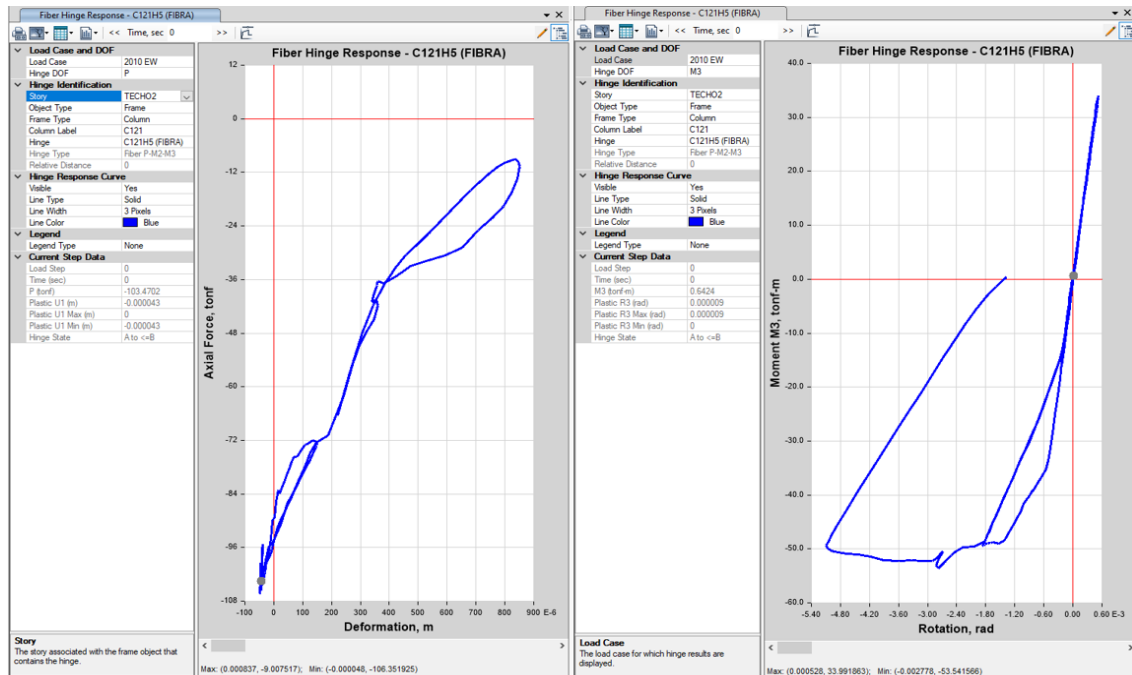 Fiber Hinge Response - C121H5 (FIBRA)
<< Time, sec 0 >>
Load Case and DOF
Load Case 2010 EW
Hinge DOF P
Hinge Identification
Story TECHO2
Object Type Frame
Frame Type Column
Column Label C121
Hinge C121H5 (FIBRA)
Hinge Type Fiber P-M2-M3
Relative Distance 0
Hinge Response Curve
Visible Yes
Line Type Solid
Line Width 3 Pixels
Line Color Blue
Legend
Legend Type None
Current Step Data
Load Step 0
Time (sec) 0
P (tonf) -103.4702
Plastic U1 (m) -0.000043
Plastic U1 Max (m) 0
Plastic U1 Min (m) -0.000043
Hinge State A to <=B
Story
The story associated with the frame object that
contains the hinge.
Fiber Hinge Response - C121H5 (FIBRA)
12
0
-12
-24
-36
-48
-60
-72
-84
-96
-108
Axial Force, tonf
-100 0 100 200 300 400 500 600 700 800 900 E-6
Deformation, m
Max: (0.000837, -9.007517); Min: (-0.000048, -106.351925)
Fiber Hinge Response - C121H5 (FIBRA)
<< Time, sec 0 >>
Load Case and DOF
Load Case 2010 EW
Hinge DOF M3
Hinge Identification
Story TECHO2
Object Type Frame
Frame Type Column
Column Label C121
Hinge C121H5 (FIBRA)
Hinge Type Fiber P-M2-M3
Relative Distance 0
Hinge Response Curve
Visible Yes
Line Type Solid
Line Width 3 Pixels
Line Color Blue
Legend
Legend Type None
Current Step Data
Load Step 0
Time (sec) 0
M3 (tonf-m) 0.6424
Plastic R3 (rad) 0.000009
Plastic R3 Max (rad) 0.000009
Plastic R3 Min (rad) 0
Hinge State A to <=B
Load Case
The load case for which hinge results are
displayed.
Fiber Hinge Response - C121H5 (FIBRA)
40.0
30.0
20.0
10.0
0.0
-10.0
-20.0
-30.0
-40.0
-50.0
-60.0
Moment M3, tonf-m
-5.40 -4.80 -4.20 -3.60 -3.00 -2.40 -1.80 -1.20 -0.60 0.00 0.60 E-3
Rotation, rad
Max: (0.000528, 33.991863); Min: (-0.002778, -53.541566)